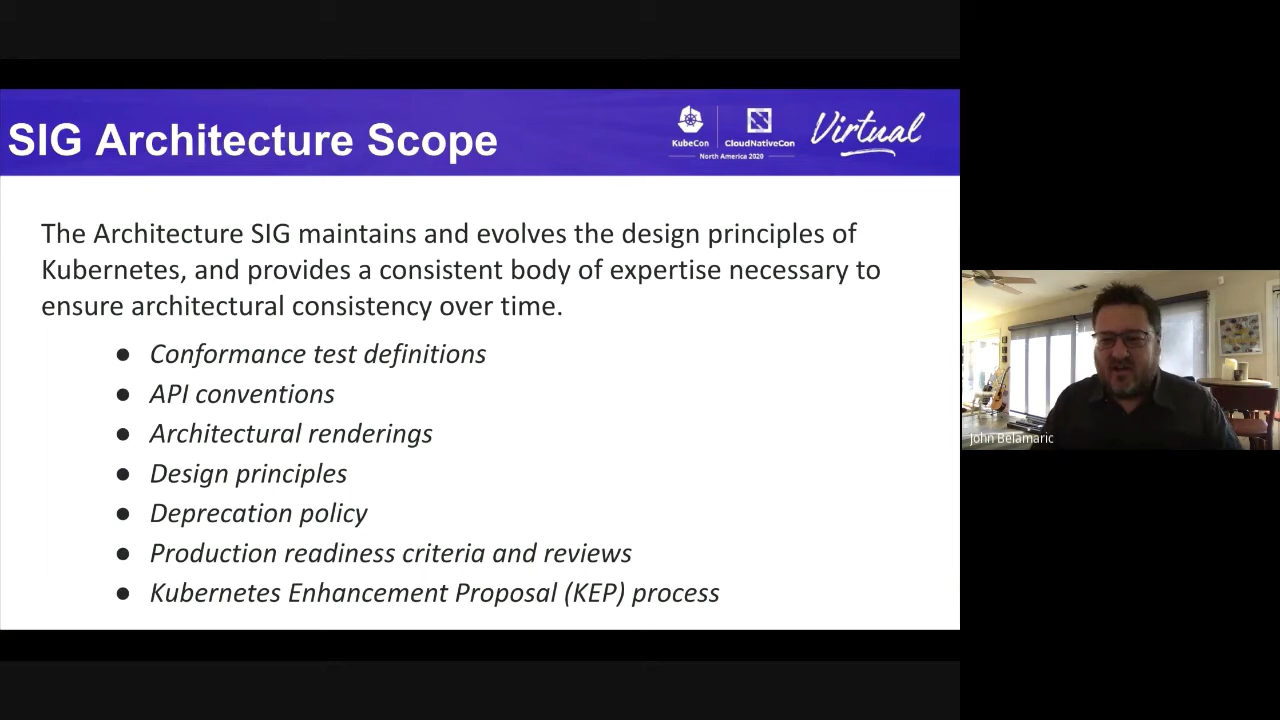 SIG Architecture Scope
KubeCon
CloudNativeCon
North America 2020
Virtual
The Architecture SIG maintains and evolves the design principles of
Kubernetes, and provides a consistent body of expertise necessary to
ensure architectural consistency over time.
● Conformance test definitions
● API conventions
● Architectural renderings
● Design principles
● Deprecation policy
● Production readiness criteria and reviews
● Kubernetes Enhancement Proposal (KEP) process
John Belamaric